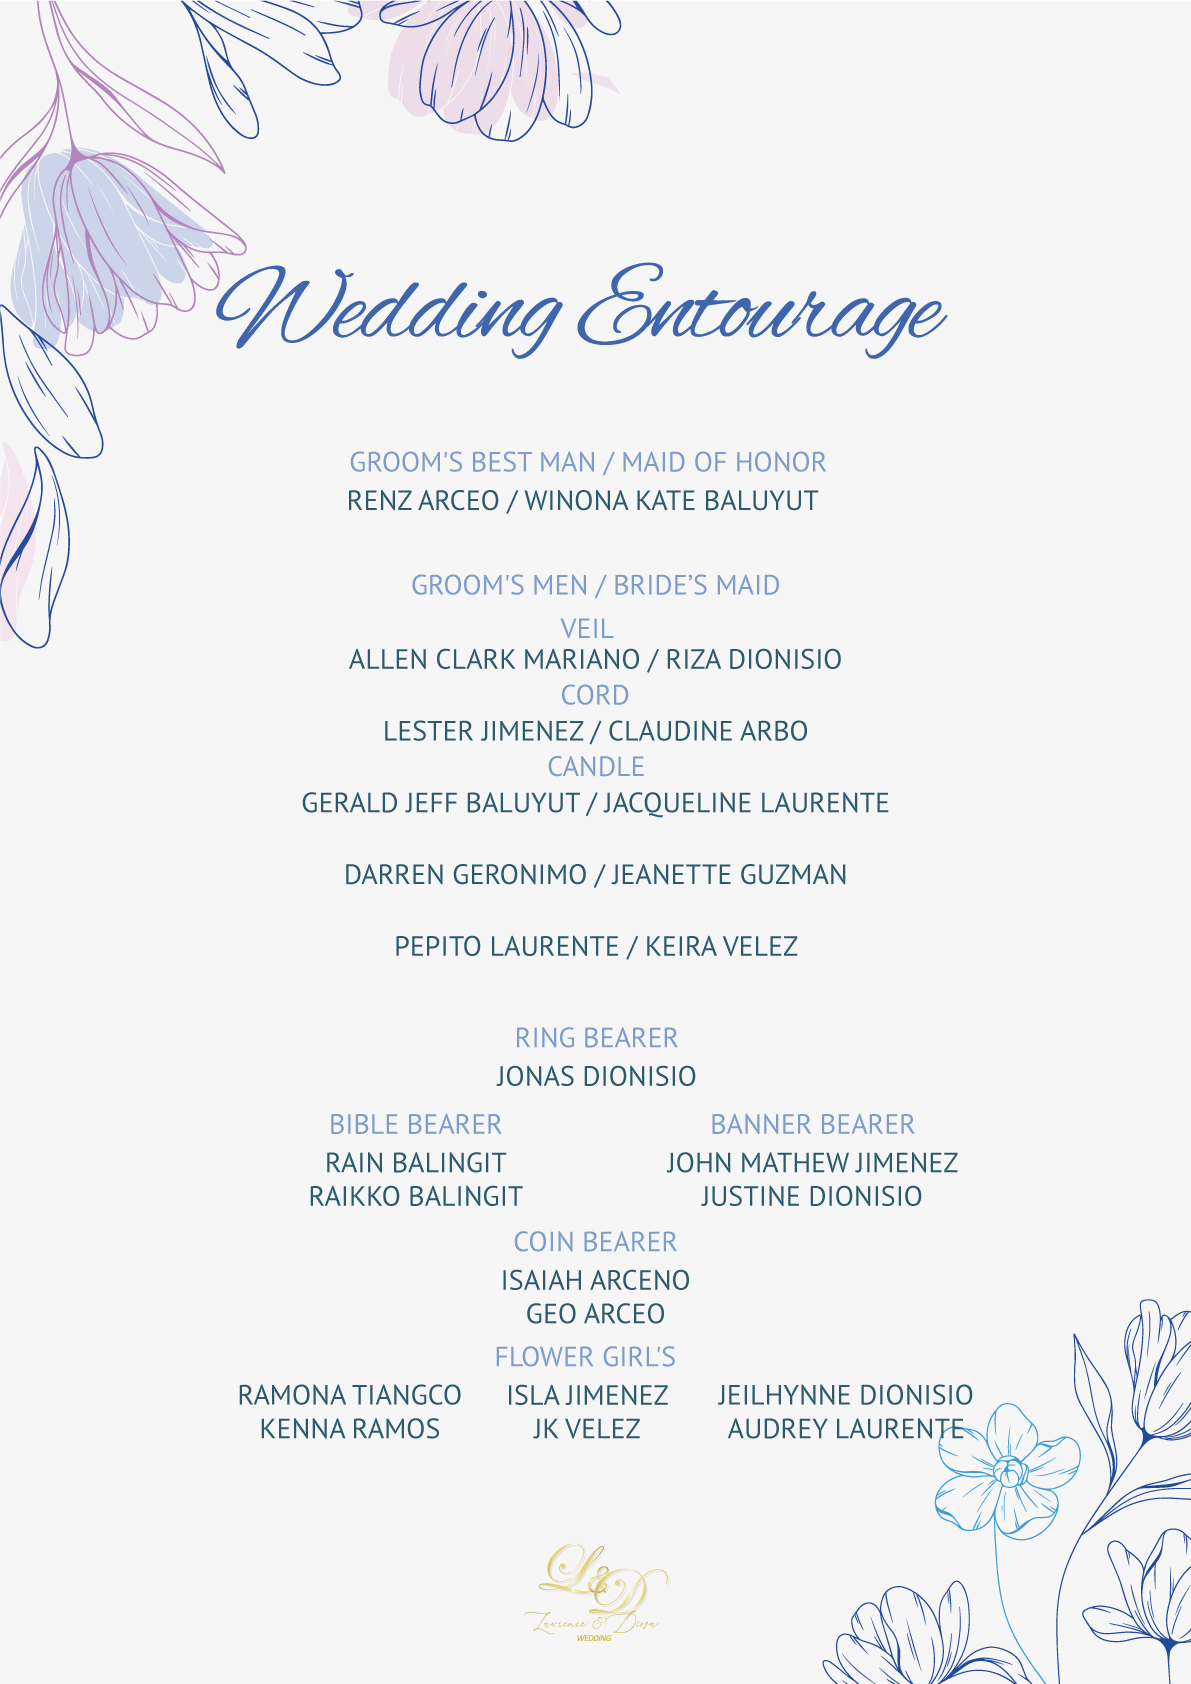 Wedding Entourage
GROOM'S BEST MAN / MAID OF HONOR
RENZ ARCEO / WINONA KATE BALUYUT
GROOM'S MEN / BRIDE’S MAID
VEIL
ALLEN CLARK MARIANO / RIZA DIONISIO
CORD
LESTER JIMENEZ / CLAUDINE ARBO
CANDLE
GERALD JEFF BALUYUT / JACQUELINE LAURENTE
DARREN GERONIMO / JEANETTE GUZMAN
PEPITO LAURENTE / KEIRA VELEZ
RING BEARER
JONAS DIONISIO
BIBLE BEARER
RAIN BALINGIT
RAIKKO BALINGIT
BANNER BEARER
JOHN MATHEW JIMENEZ
JUSTINE DIONISIO
COIN BEARER
ISAIAH ARCENO
GEO ARCEO
FLOWER GIRL'S
RAMONA TIANGCO
KENNA RAMOS
ISLA JIMENEZ
JK VELEZ
JEILHYNNE DIONISIO
AUDREY LAURENTE
L&D
Lawrence & Diosa
WEDDING